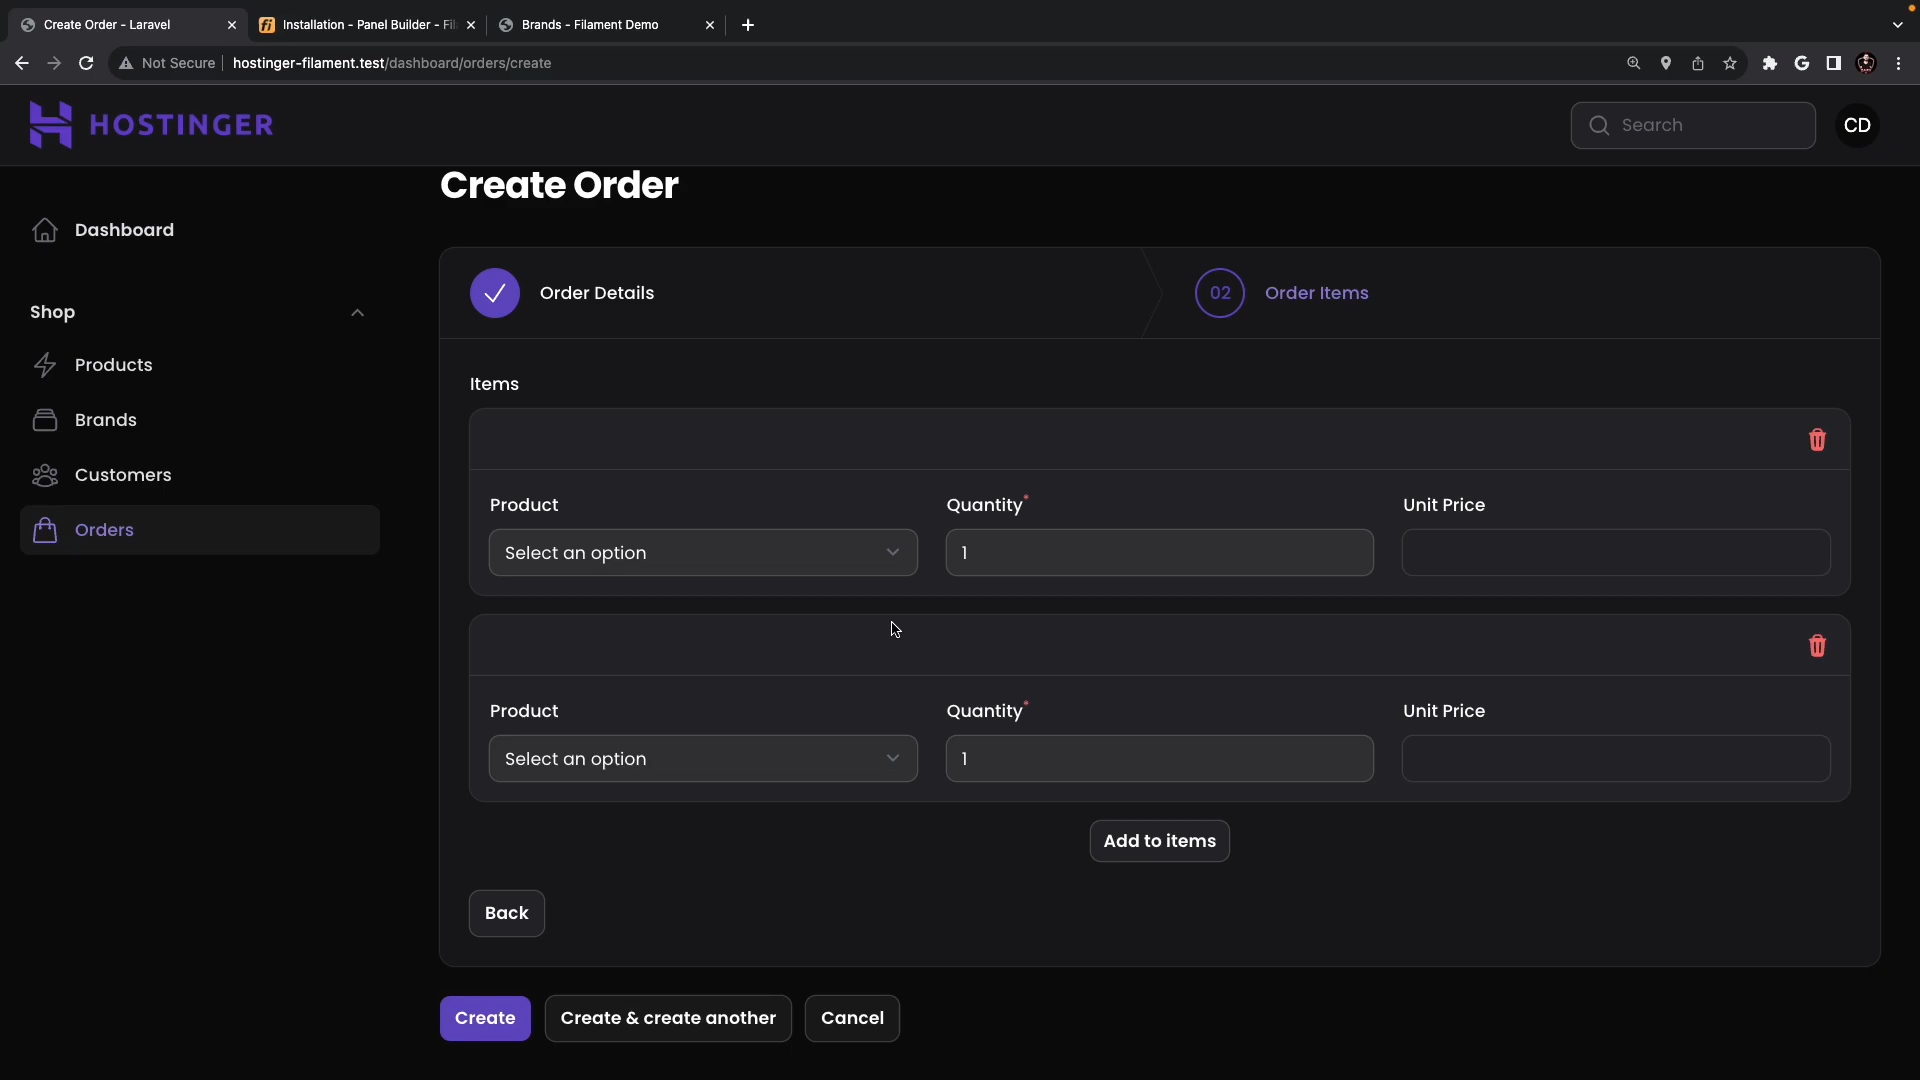 Create Order - Laravel
Installation - Panel Builder - Fil
Brands - Filament Demo
Not Secure
hostinger-filament.test/dashboard/orders/create
HOSTINGER
Search
CD
Create Order
Dashboard
Shop
Products
Brands
Customers
Orders
Order Details
02
Order Items
Items
Product
Quantity*
Unit Price
Select an option
1
Product
Quantity*
Unit Price
Select an option
1
Add to items
Back
Create
Create & create another
Cancel